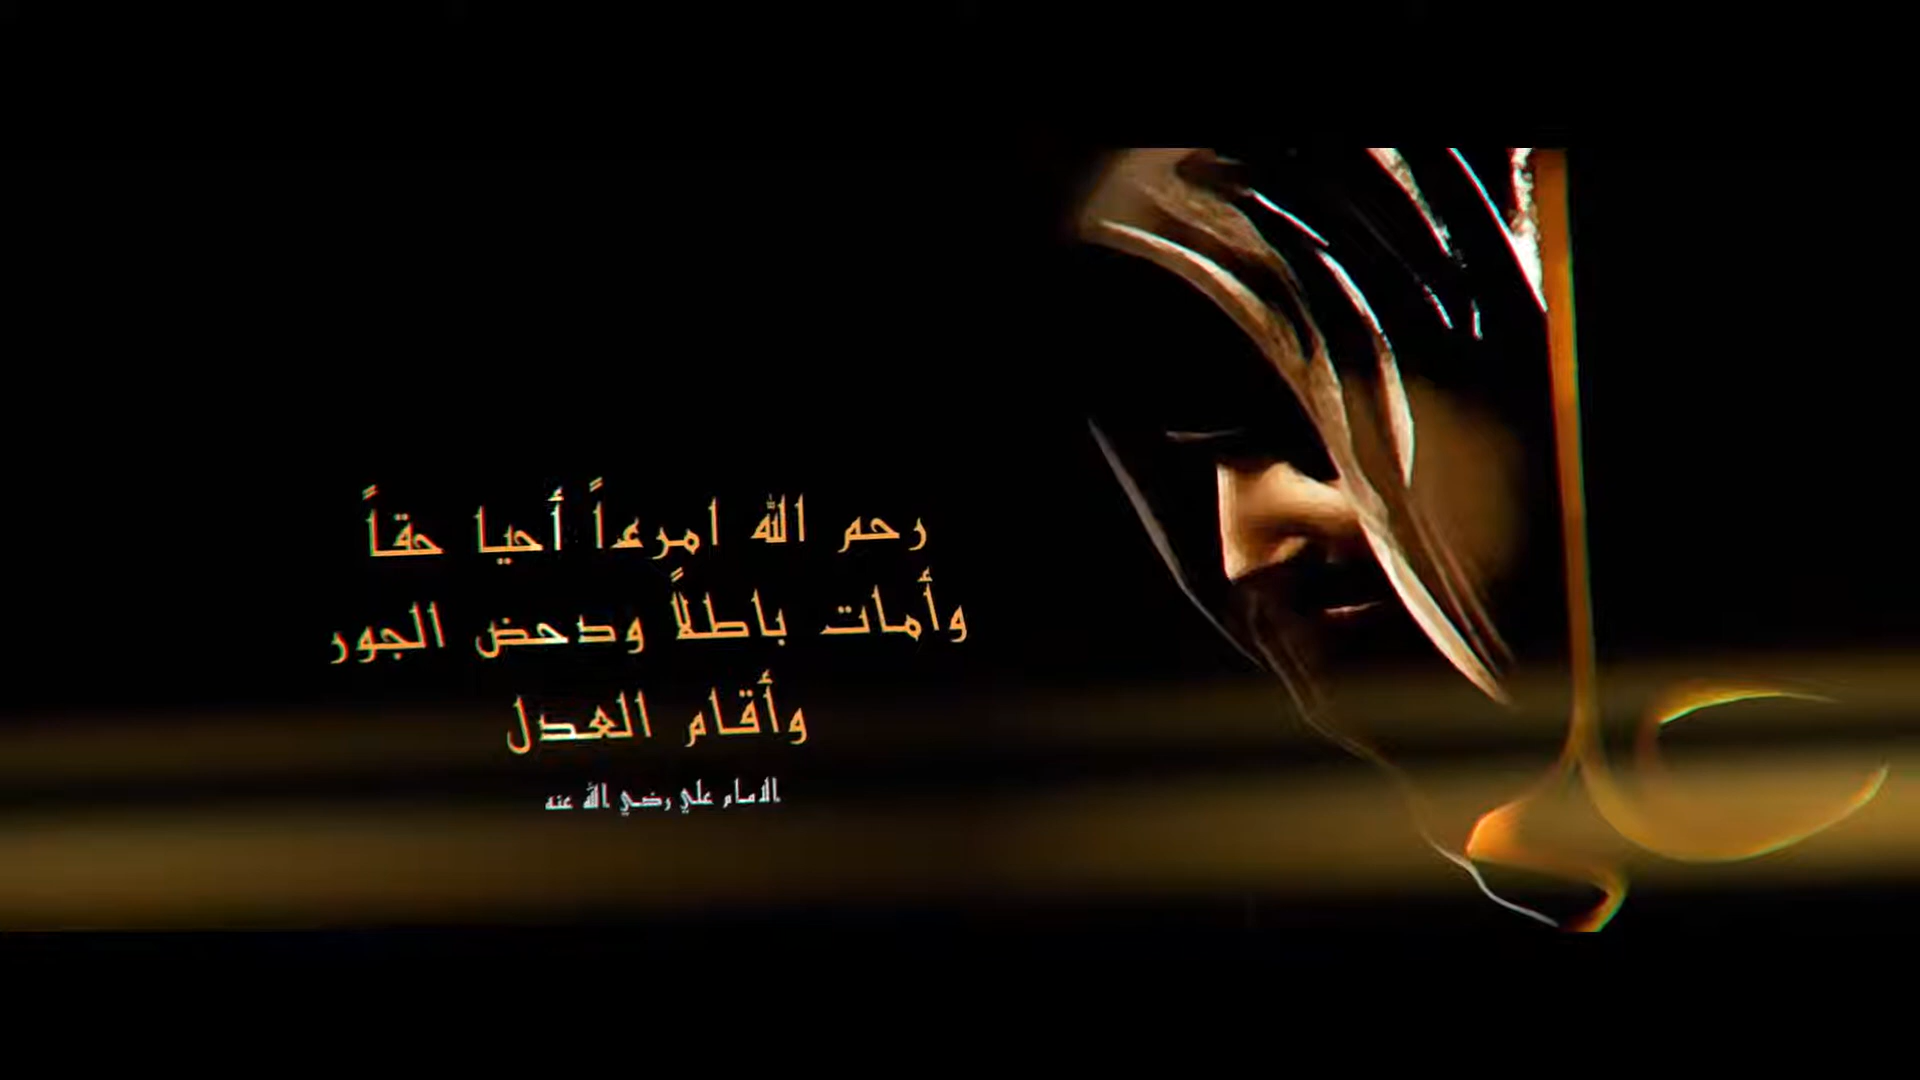 رحم الله امرءاً أحيا حقاً
وأمات باطلاً ودحض الجور
وأقام العدل
الامام علي رضي الله عنه